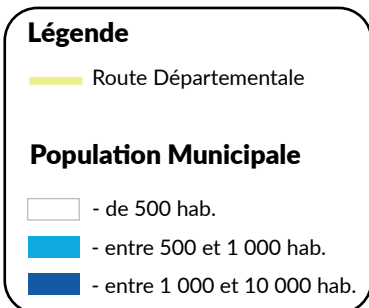 Légende
Route Départementale
Population Municipale
- de 500 hab.
- entre 500 et 1 000 hab.
- entre 1 000 et 10 000 hab.